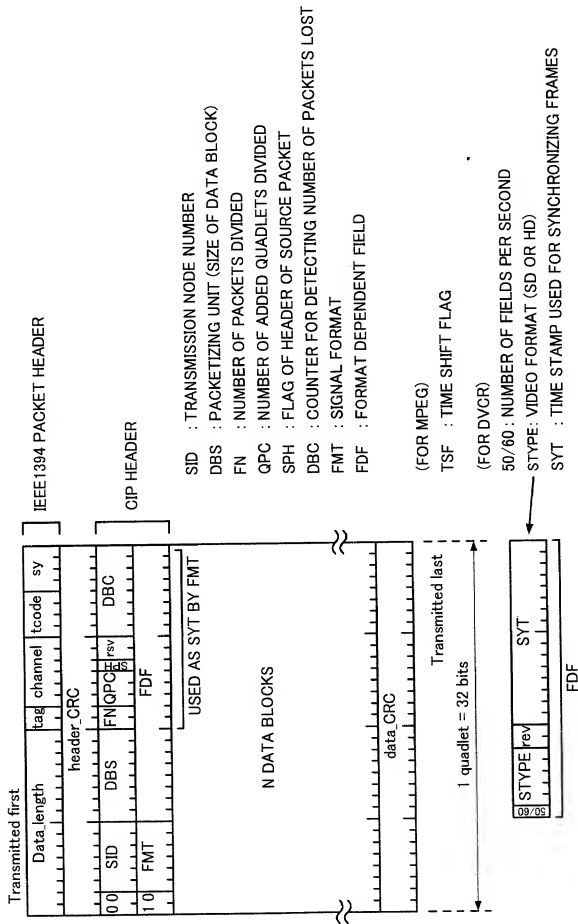 Transmitted first
Data_length tag channel tcode sy
IEEE1394 PACKET HEADER
header_CRC
0 0 SID DBS FN QPC SPH rsv DBC
CIP HEADER
1 0 FMT FDF
USED AS SYT BY FMT
N DATA BLOCKS
data_CRC
Transmitted last
1 quadlet = 32 bits
SID : TRANSMISSION NODE NUMBER
DBS : PACKETIZING UNIT (SIZE OF DATA BLOCK)
FN : NUMBER OF PACKETS DIVIDED
QPC : NUMBER OF ADDED QUADLETS DIVIDED
SPH : FLAG OF HEADER OF SOURCE PACKET
DBC : COUNTER FOR DETECTING NUMBER OF PACKETS LOST
FMT : SIGNAL FORMAT
FDF : FORMAT DEPENDENT FIELD
(FOR MPEG)
TSF : TIME SHIFT FLAG
(FOR DVCR)
50/60 : NUMBER OF FIELDS PER SECOND
STYPE: VIDEO FORMAT (SD OR HD)
SYT : TIME STAMP USED FOR SYNCHRONIZING FRAMES
50/60 STYPE rev SYT
FDF